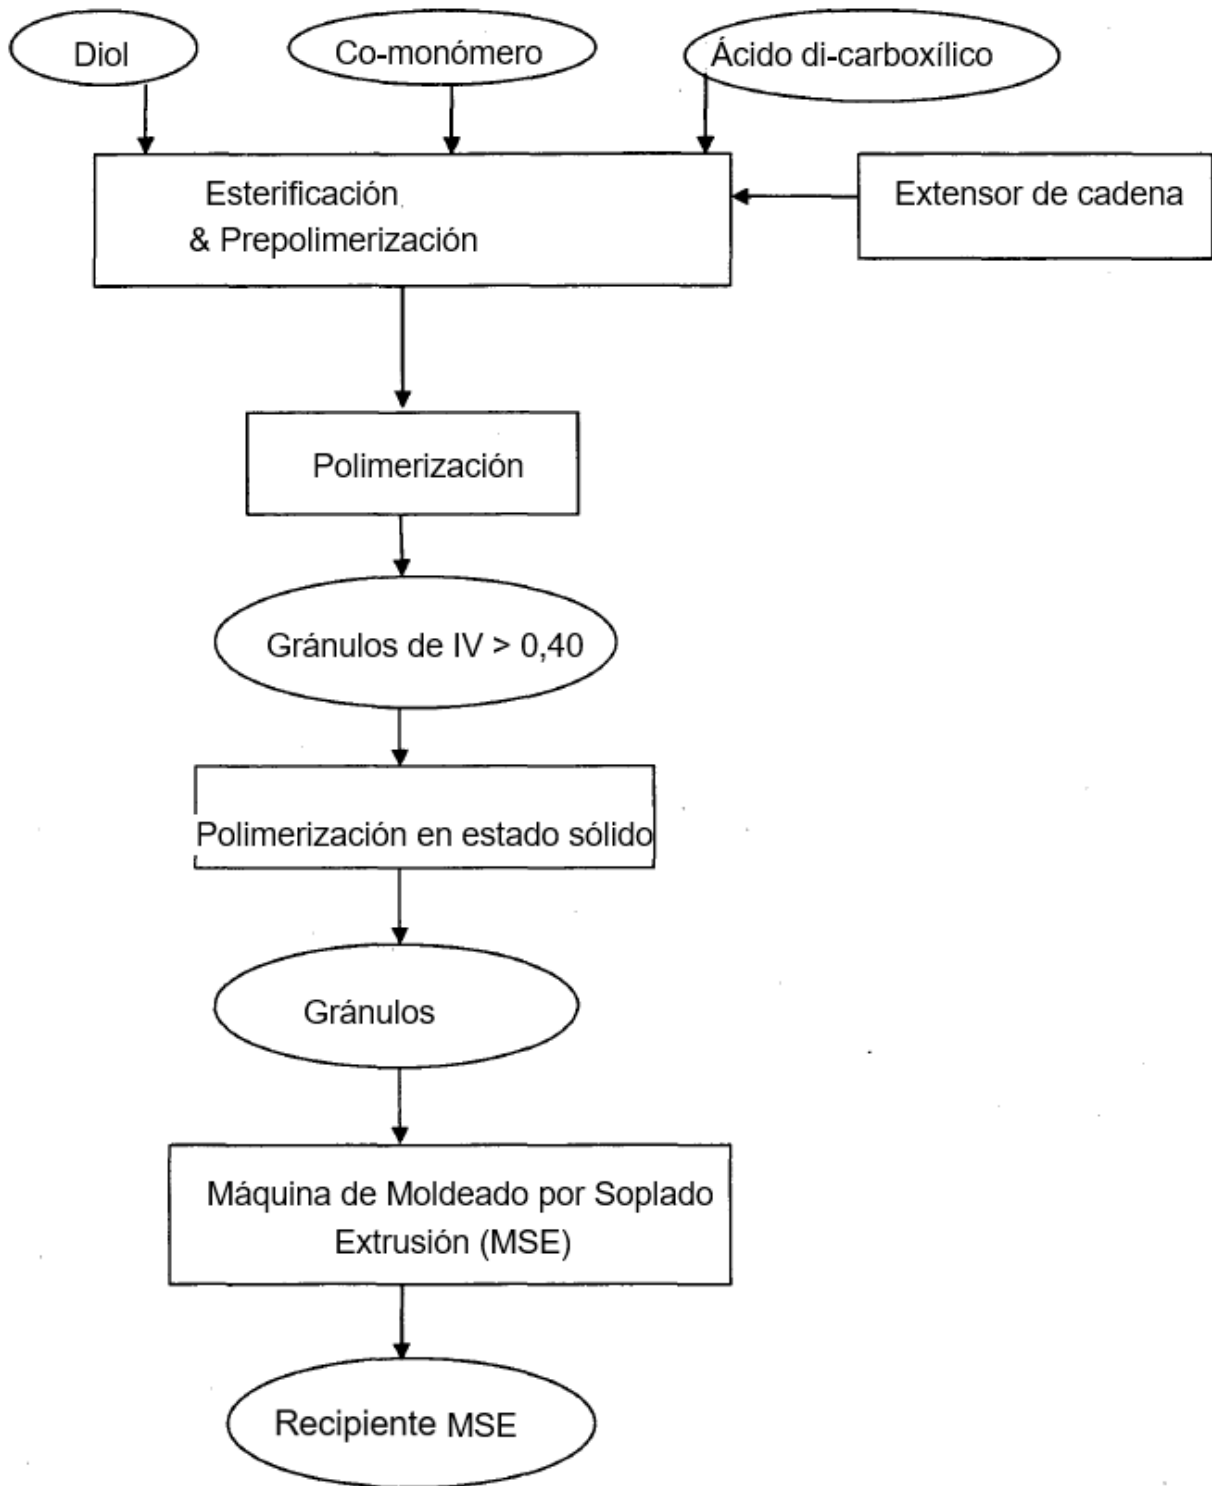 Diol
Co-monómero
Ácido di-carboxílico
Esterificación
& Prepolimerización
Extensor de cadena
Polimerización
Gránulos de IV > 0,40
Polimerización en estado sólido
Gránulos
Máquina de Moldeado por Soplado
Extrusión (MSE)
Recipiente MSE